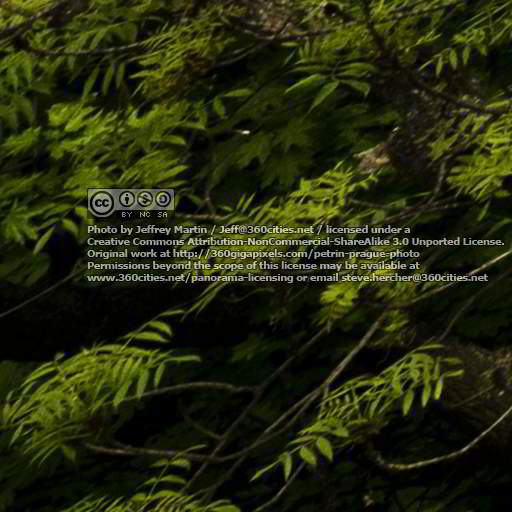 cc
BY NC SA
Photo by Jeffrey Martin / Jeff@360cities.net / licensed under a
Creative Commons Attribution-NonCommercial-ShareAlike 3.0 Unported License.
Original work at http://360gigapixels.com/petrin-prague-photo
Permissions beyond the scope of this license may be available at
www.360cities.net/panorama-licensing or email steve.hercher@360cities.net